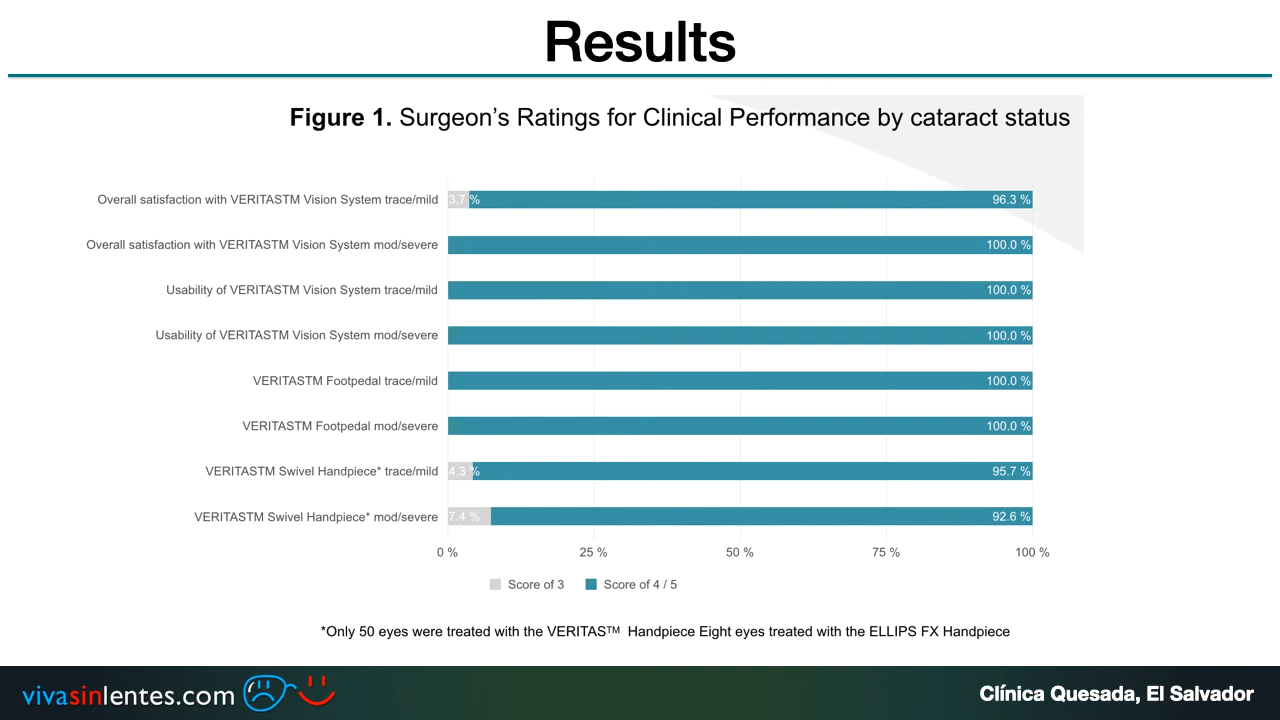 Results
Figure 1. Surgeon’s Ratings for Clinical Performance by cataract status
Overall satisfaction with VERITASTM Vision System trace/mild 3.7 % 96.3 %
Overall satisfaction with VERITASTM Vision System mod/severe 100.0 %
Usability of VERITASTM Vision System trace/mild 100.0 %
Usability of VERITASTM Vision System mod/severe 100.0 %
VERITASTM Footpedal trace/mild 100.0 %
VERITASTM Footpedal mod/severe 100.0 %
VERITASTM Swivel Handpiece* trace/mild 4.3 % 95.7 %
VERITASTM Swivel Handpiece* mod/severe 7.4 % 92.6 %
0 % 25 % 50 % 75 % 100 %
Score of 3 Score of 4 / 5
*Only 50 eyes were treated with the VERITAS™ Handpiece Eight eyes treated with the ELLIPS FX Handpiece
vivasinlentes.com Clínica Quesada, El Salvador